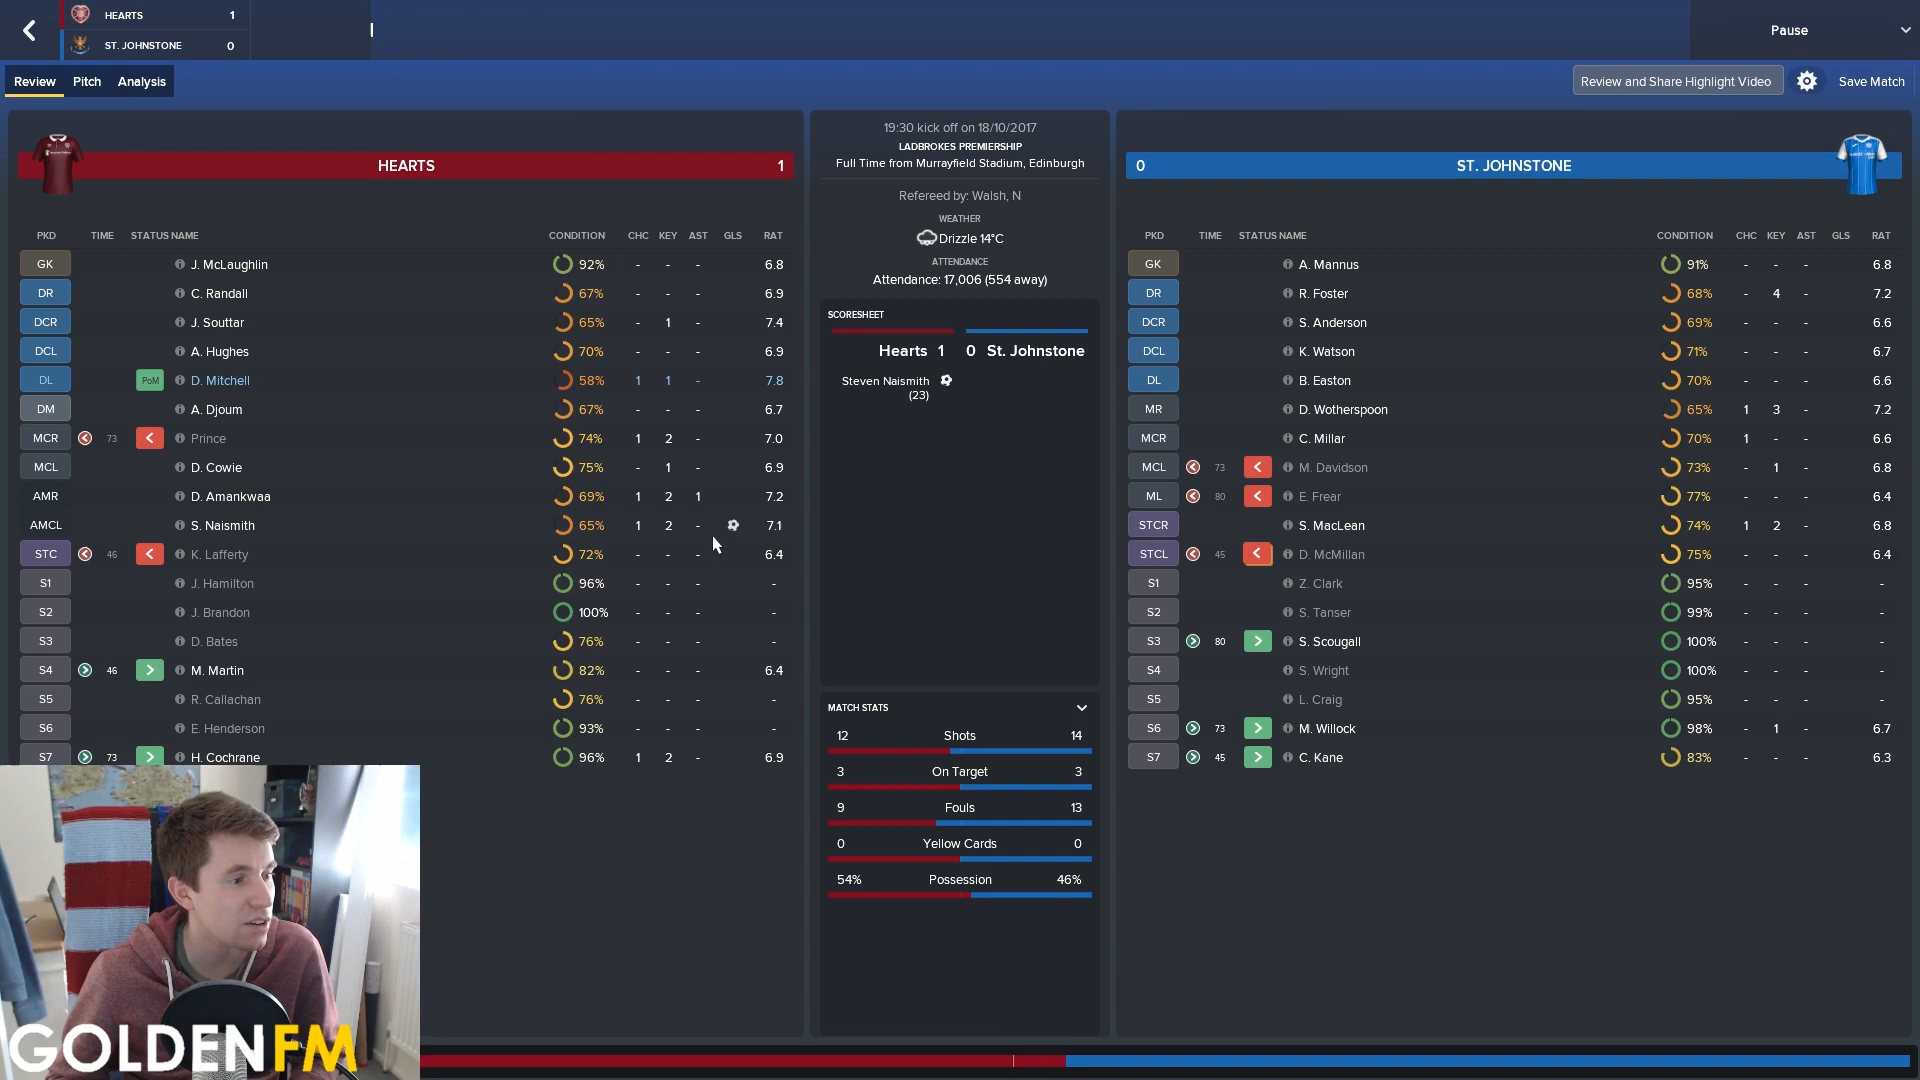 HEARTS 1
ST. JOHNSTONE 0
Pause
Review Pitch Analysis
Review and Share Highlight Video Save Match
HEARTS 1
PKD TIME STATUS NAME CONDITION CHC KEY AST GLS RAT
GK J. McLaughlin 92% - - - 6.8
DR C. Randall 67% - - - 6.9
DCR J. Souttar 65% - 1 - 7.4
DCL A. Hughes 70% - - - 6.9
DL PoM D. Mitchell 58% 1 1 - 7.8
DM A. Djoum 67% - - - 6.7
MCR 73 Prince 74% 1 2 - 7.0
MCL D. Cowie 75% - 1 - 6.9
AMR D. Amankwaa 69% 1 2 1 7.2
AMCL S. Naismith 65% 1 2 - 7.1
STC 46 K. Lafferty 72% - - - 6.4
S1 J. Hamilton 96% - - - -
S2 J. Brandon 100% - - - -
S3 D. Bates 76% - - - -
S4 46 M. Martin 82% - - - 6.4
S5 R. Callachan 76% - - - -
S6 E. Henderson 93% - - - -
S7 73 H. Cochrane 96% 1 2 - 6.9
19:30 kick off on 18/10/2017
LADBROKES PREMIERSHIP
Full Time from Murrayfield Stadium, Edinburgh
Refereed by: Walsh, N
WEATHER
Drizzle 14°C
ATTENDANCE
Attendance: 17,006 (554 away)
SCORESHEET
Hearts 1 0 St. Johnstone
Steven Naismith
(23)
MATCH STATS
12 Shots 14
3 On Target 3
9 Fouls 13
0 Yellow Cards 0
54% Possession 46%
0 ST. JOHNSTONE
PKD TIME STATUS NAME CONDITION CHC KEY AST GLS RAT
GK A. Mannus 91% - - - 6.8
DR R. Foster 68% - 4 - 7.2
DCR S. Anderson 69% - - - 6.6
DCL K. Watson 71% - - - 6.7
DL B. Easton 70% - - - 6.6
MR D. Wotherspoon 65% 1 3 - 7.2
MCR C. Millar 70% 1 - - 6.6
MCL 73 M. Davidson 73% - 1 - 6.8
ML 80 E. Frear 77% - - - 6.4
STCR S. MacLean 74% 1 2 - 6.8
STCL 45 D. McMillan 75% - - - 6.4
S1 Z. Clark 95% - - - -
S2 S. Tanser 99% - - - -
S3 80 S. Scougall 100% - - - -
S4 S. Wright 100% - - - -
S5 L. Craig 95% - - - -
S6 73 M. Willock 98% - 1 - 6.7
S7 45 C. Kane 83% - - - 6.3
GOLDENFM